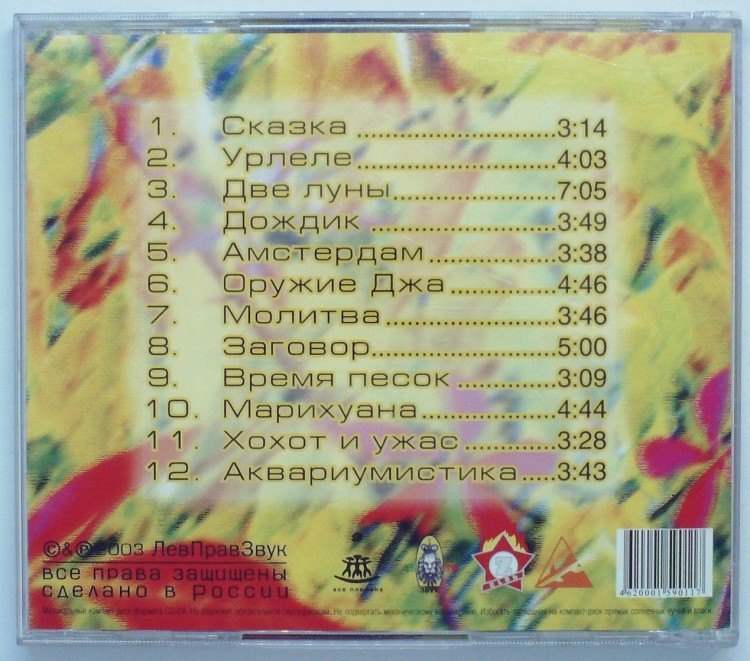 1. Сказка ........................3:14
2. Урлеле ........................4:03
3. Две луны ....................7:05
4. Дождик ......................3:49
5. Амстердам ................3:38
6. Оружие Джа ..............4:46
7. Молитва .....................3:46
8. Заговор ......................5:00
9. Время песок .............3:09
10. Марихуана ................4:44
11. Хохот и ужас ............3:28
12. Аквариумистика .....3:43
©&℗2003 ЛевПравЗвук
все права защищены
сделано в России
4620001590117